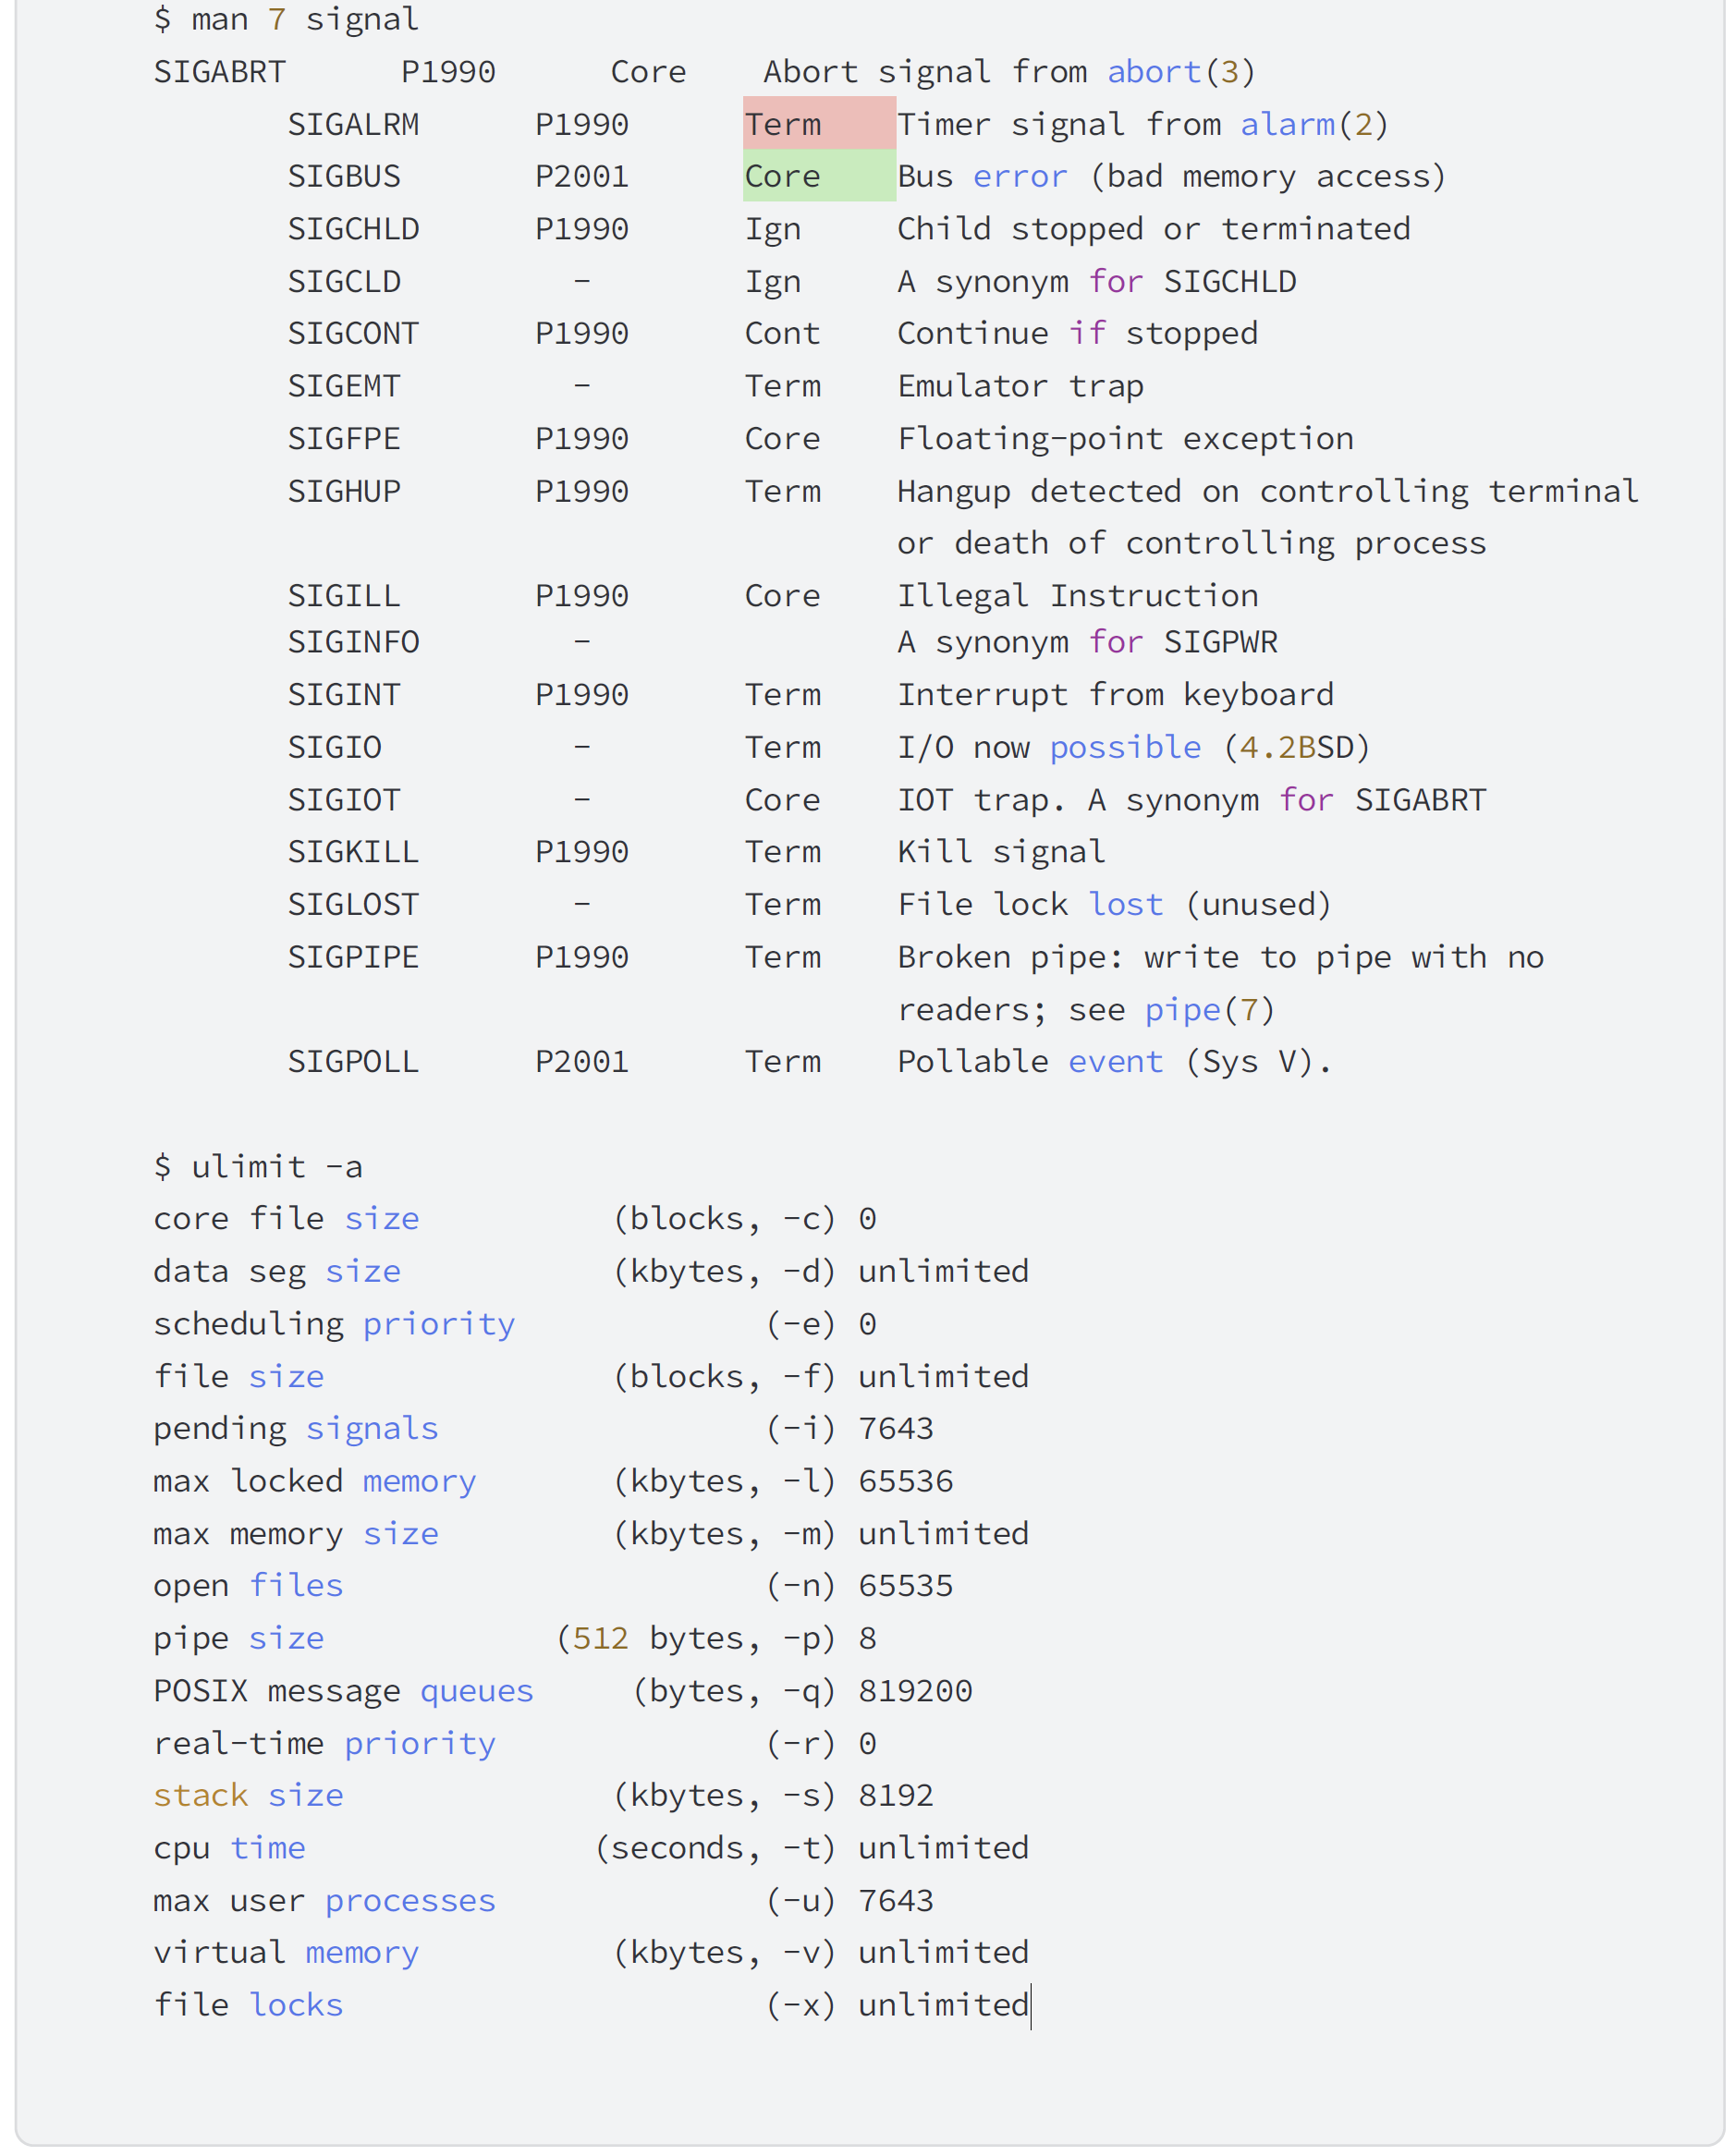 $ man 7 signal
SIGABRT P1990 Core Abort signal from abort(3)
SIGALRM P1990 Term Timer signal from alarm(2)
SIGBUS P2001 Core Bus error (bad memory access)
SIGCHLD P1990 Ign Child stopped or terminated
SIGCLD - Ign A synonym for SIGCHLD
SIGCONT P1990 Cont Continue if stopped
SIGEMT - Term Emulator trap
SIGFPE P1990 Core Floating-point exception
SIGHUP P1990 Term Hangup detected on controlling terminal
or death of controlling process
SIGILL P1990 Core Illegal Instruction
SIGINFO - A synonym for SIGPWR
SIGINT P1990 Term Interrupt from keyboard
SIGIO - Term I/O now possible (4.2BSD)
SIGIOT - Core IOT trap. A synonym for SIGABRT
SIGKILL P1990 Term Kill signal
SIGLOST - Term File lock lost (unused)
SIGPIPE P1990 Term Broken pipe: write to pipe with no
readers; see pipe(7)
SIGPOLL P2001 Term Pollable event (Sys V).
$ ulimit -a
core file size (blocks, -c) 0
data seg size (kbytes, -d) unlimited
scheduling priority (-e) 0
file size (blocks, -f) unlimited
pending signals (-i) 7643
max locked memory (kbytes, -l) 65536
max memory size (kbytes, -m) unlimited
open files (-n) 65535
pipe size (512 bytes, -p) 8
POSIX message queues (bytes, -q) 819200
real-time priority (-r) 0
stack size (kbytes, -s) 8192
cpu time (seconds, -t) unlimited
max user processes (-u) 7643
virtual memory (kbytes, -v) unlimited
file locks (-x) unlimited